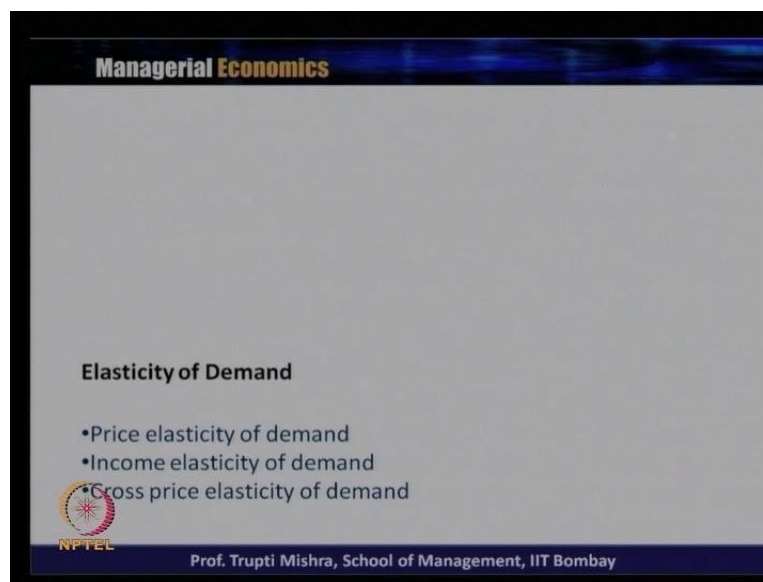 Managerial Economics
Elasticity of Demand
•Price elasticity of demand
•Income elasticity of demand
•Cross price elasticity of demand
NPTEL
Prof. Trupti Mishra, School of Management, IIT Bombay